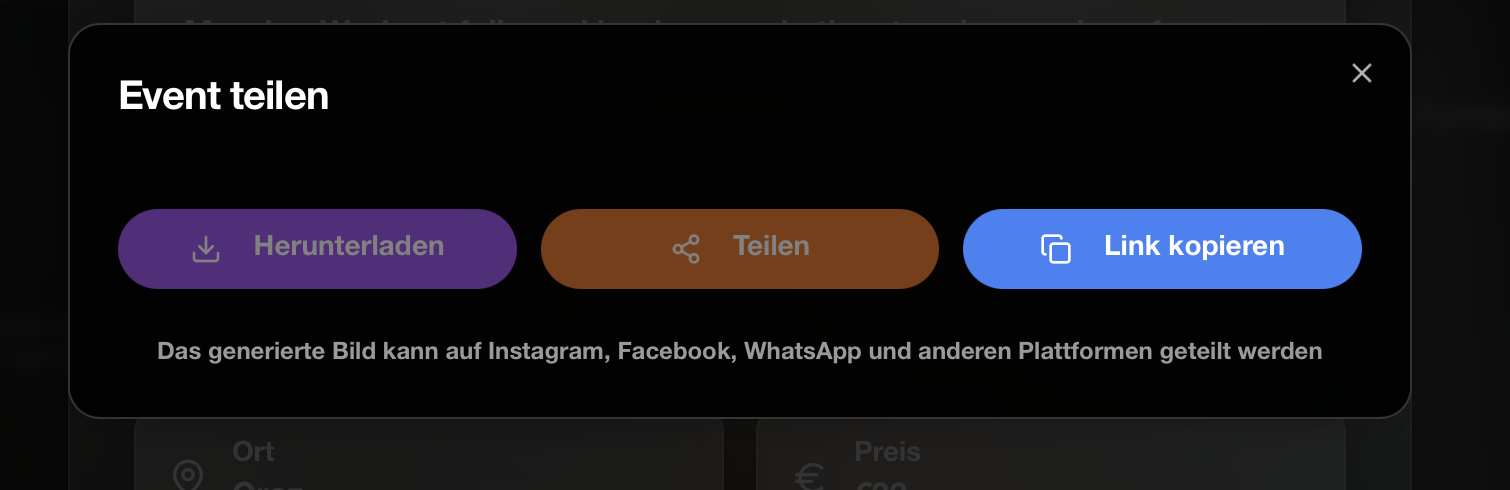 Event teilen
Herunterladen
Teilen
Link kopieren
Das generierte Bild kann auf Instagram, Facebook, WhatsApp und anderen Plattformen geteilt werden
Ort
Preis